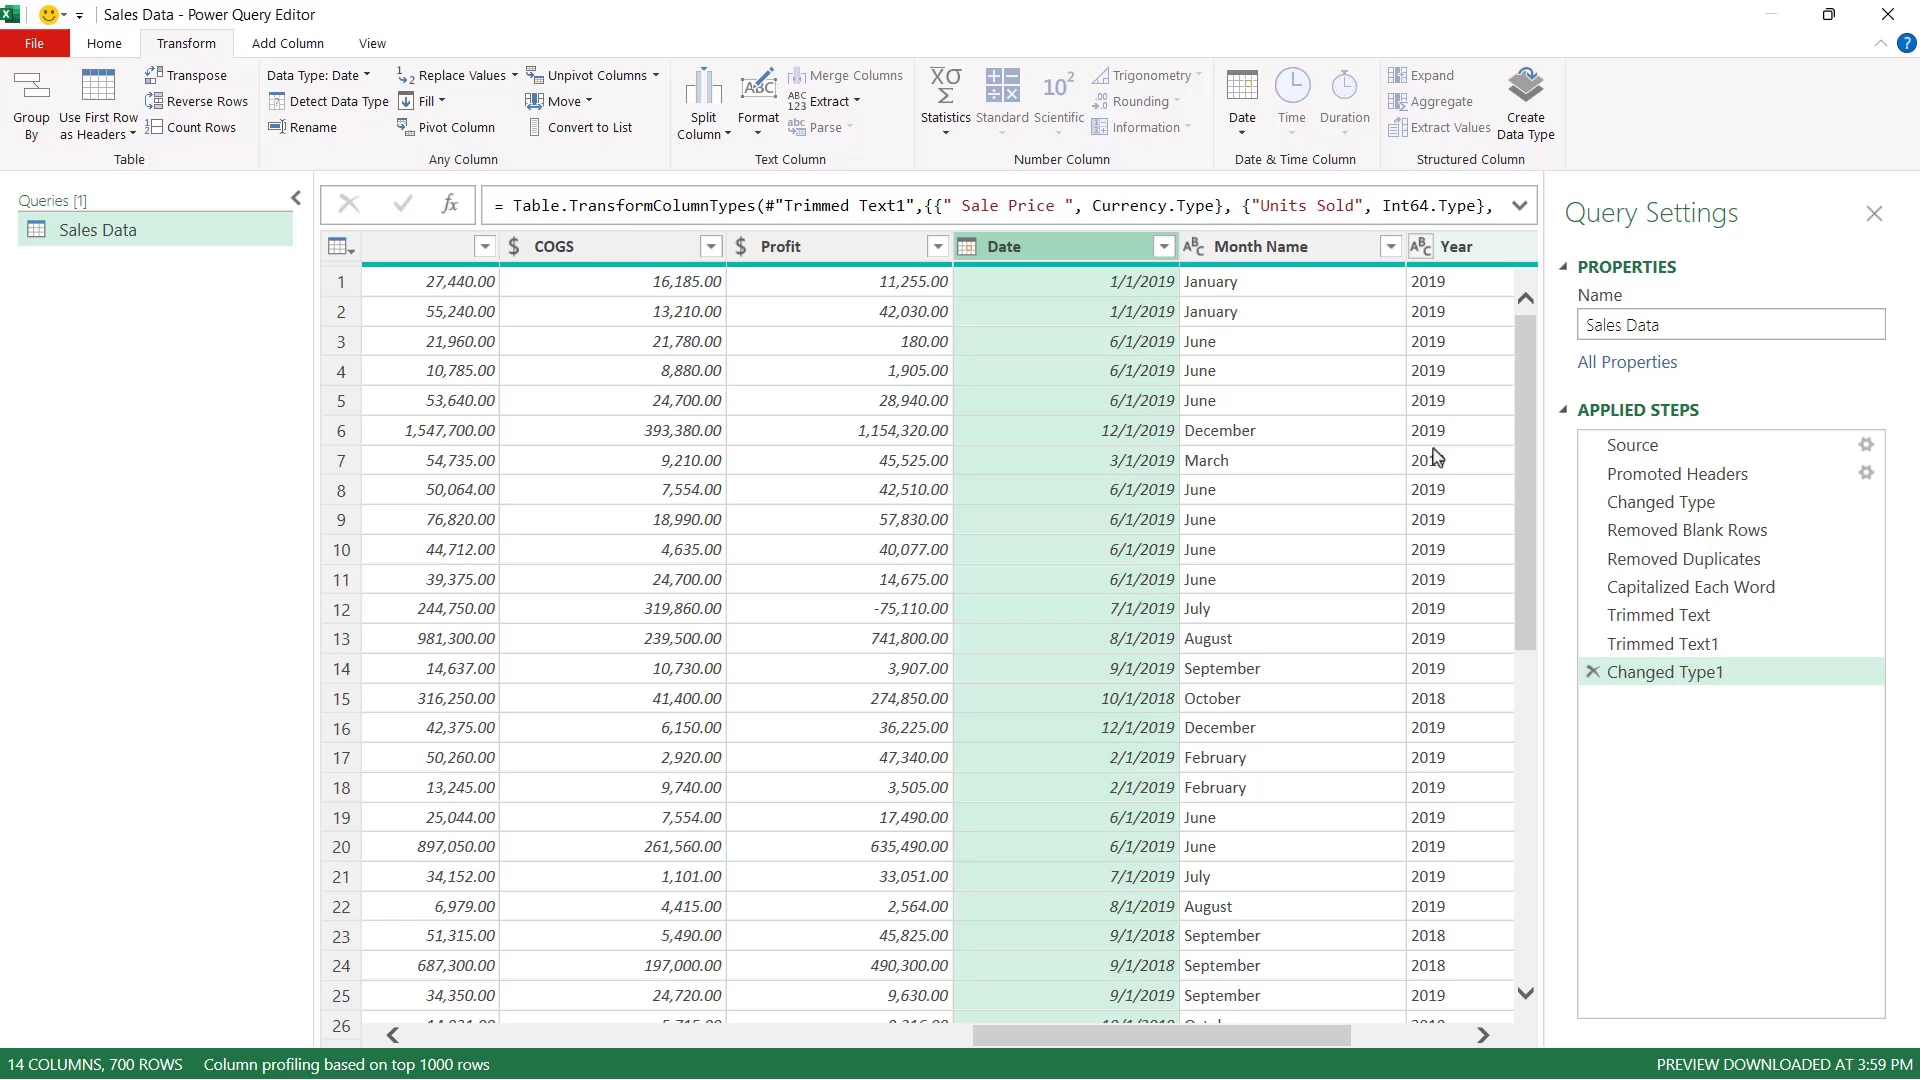 Sales Data - Power Query Editor
File Home Transform Add Column View
Group By
Use First Row as Headers
Transpose
Reverse Rows
Count Rows
Table
Data Type: Date
Detect Data Type
Rename
Replace Values
Fill
Pivot Column
Unpivot Columns
Move
Convert to List
Any Column
Split Column
Format
Merge Columns
Extract
Parse
Text Column
Statistics
Standard
Scientific
Trigonometry
Rounding
Information
Number Column
Date
Time
Duration
Date & Time Column
Expand
Aggregate
Extract Values
Create Data Type
Structured Column
Queries [1]
Sales Data
fx = Table.TransformColumnTypes(#"Trimmed Text1",{{" Sale Price ", Currency.Type}, {"Units Sold", Int64.Type},
$ COGS $ Profit Date ABC Month Name ABC Year
1 27,440.00 16,185.00 11,255.00 1/1/2019 January 2019
2 55,240.00 13,210.00 42,030.00 1/1/2019 January 2019
3 21,960.00 21,780.00 180.00 6/1/2019 June 2019
4 10,785.00 8,880.00 1,905.00 6/1/2019 June 2019
5 53,640.00 24,700.00 28,940.00 6/1/2019 June 2019
6 1,547,700.00 393,380.00 1,154,320.00 12/1/2019 December 2019
7 54,735.00 9,210.00 45,525.00 3/1/2019 March
8 50,064.00 7,554.00 42,510.00 6/1/2019 June 2019
9 76,820.00 18,990.00 57,830.00 6/1/2019 June 2019
10 44,712.00 4,635.00 40,077.00 6/1/2019 June 2019
11 39,375.00 24,700.00 14,675.00 6/1/2019 June 2019
12 244,750.00 319,860.00 -75,110.00 7/1/2019 July 2019
13 981,300.00 239,500.00 741,800.00 8/1/2019 August 2019
14 14,637.00 10,730.00 3,907.00 9/1/2019 September 2019
15 316,250.00 41,400.00 274,850.00 10/1/2018 October 2018
16 42,375.00 6,150.00 36,225.00 12/1/2019 December 2019
17 50,260.00 2,920.00 47,340.00 2/1/2019 February 2019
18 13,245.00 9,740.00 3,505.00 2/1/2019 February 2019
19 25,044.00 7,554.00 17,490.00 6/1/2019 June 2019
20 897,050.00 261,560.00 635,490.00 6/1/2019 June 2019
21 34,152.00 1,101.00 33,051.00 7/1/2019 July 2019
22 6,979.00 4,415.00 2,564.00 8/1/2019 August 2019
23 51,315.00 5,490.00 45,825.00 9/1/2018 September 2018
24 687,300.00 197,000.00 490,300.00 9/1/2018 September 2018
25 34,350.00 24,720.00 9,630.00 9/1/2019 September 2019
26
Query Settings
PROPERTIES
Name
Sales Data
All Properties
APPLIED STEPS
Source
Promoted Headers
Changed Type
Removed Blank Rows
Removed Duplicates
Capitalized Each Word
Trimmed Text
Trimmed Text1
Changed Type1
14 COLUMNS, 700 ROWS Column profiling based on top 1000 rows PREVIEW DOWNLOADED AT 3:59 PM